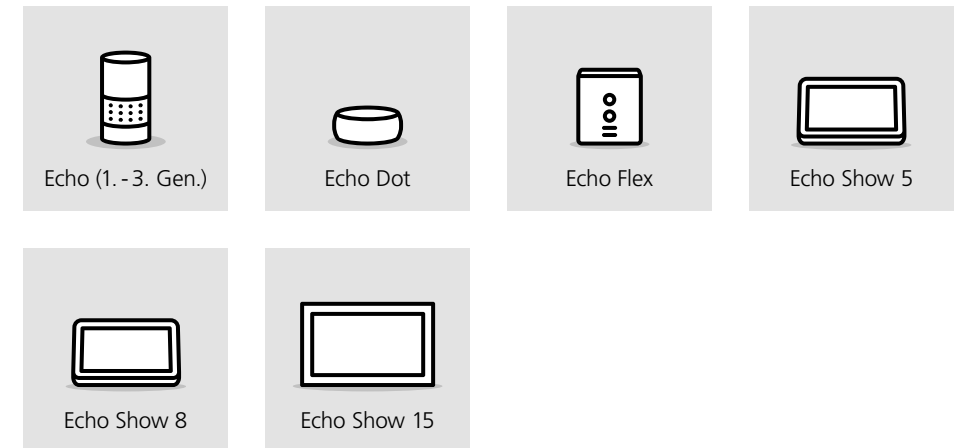 Echo (1. - 3. Gen.)
Echo Dot
Echo Flex
Echo Show 5
Echo Show 8
Echo Show 15